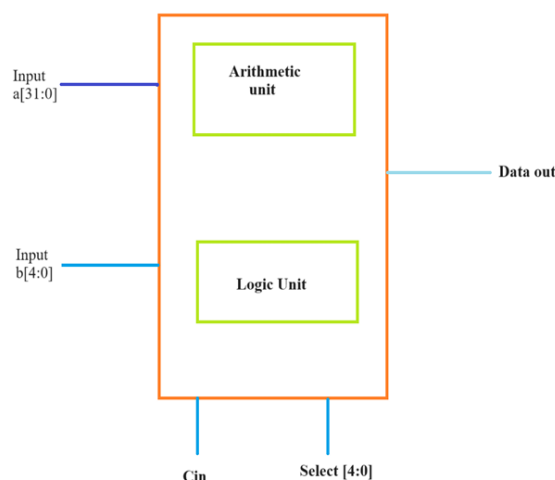 Input
a[31:0]
Arithmetic
unit
Data out
Input
b[4:0]
Logic Unit
Cin
Select [4:0]